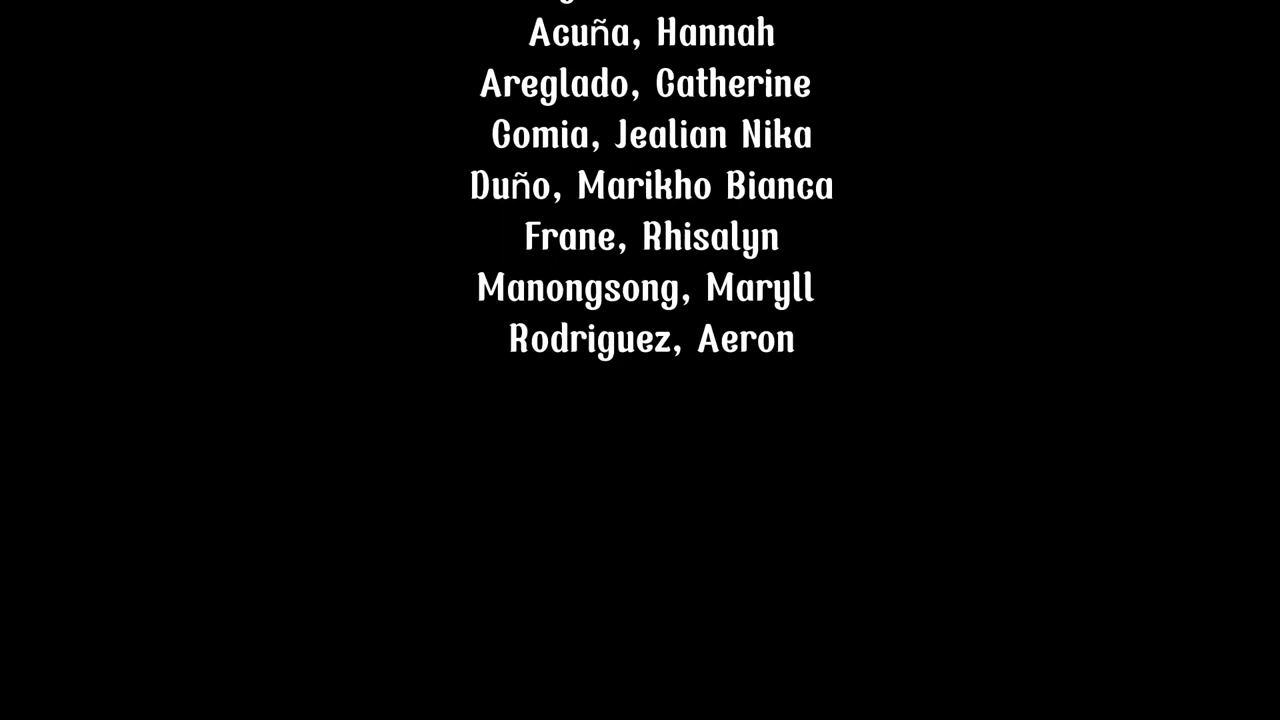 Acuña, Hannah
Areglado, Catherine
Comia, Jealian Nika
Duño, Marikho Bianca
Frane, Rhisalyn
Manongsong, Maryll
Rodriguez, Aeron